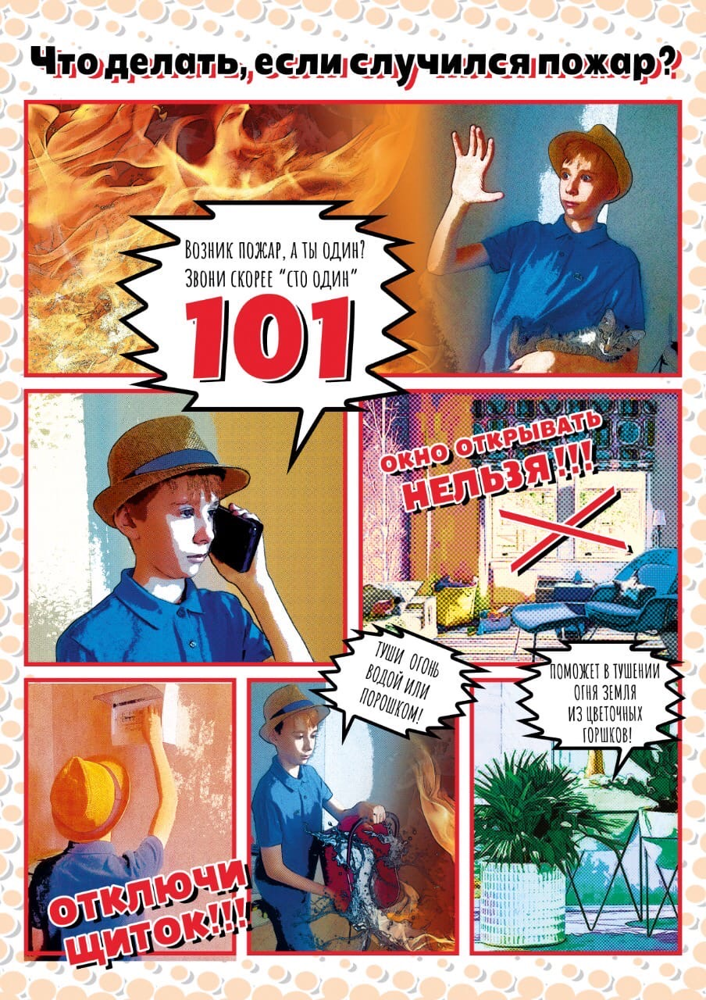 Что делать, если случился пожар?
Возник пожар, а ты один?
Звони скорее "сто один"
101
ОКНО ОТКРЫВАТЬ
НЕЛЬЗЯ!!!
ТУШИ ОГОНЬ
ВОДОЙ ИЛИ
ПОРОШКОМ!
ПОМОЖЕТ В ТУШЕНИИ
ОГНЯ ЗЕМЛЯ
ИЗ ЦВЕТОЧНЫХ
ГОРШКОВ!
ОТКЛЮЧИ
ЩИТОК!!!